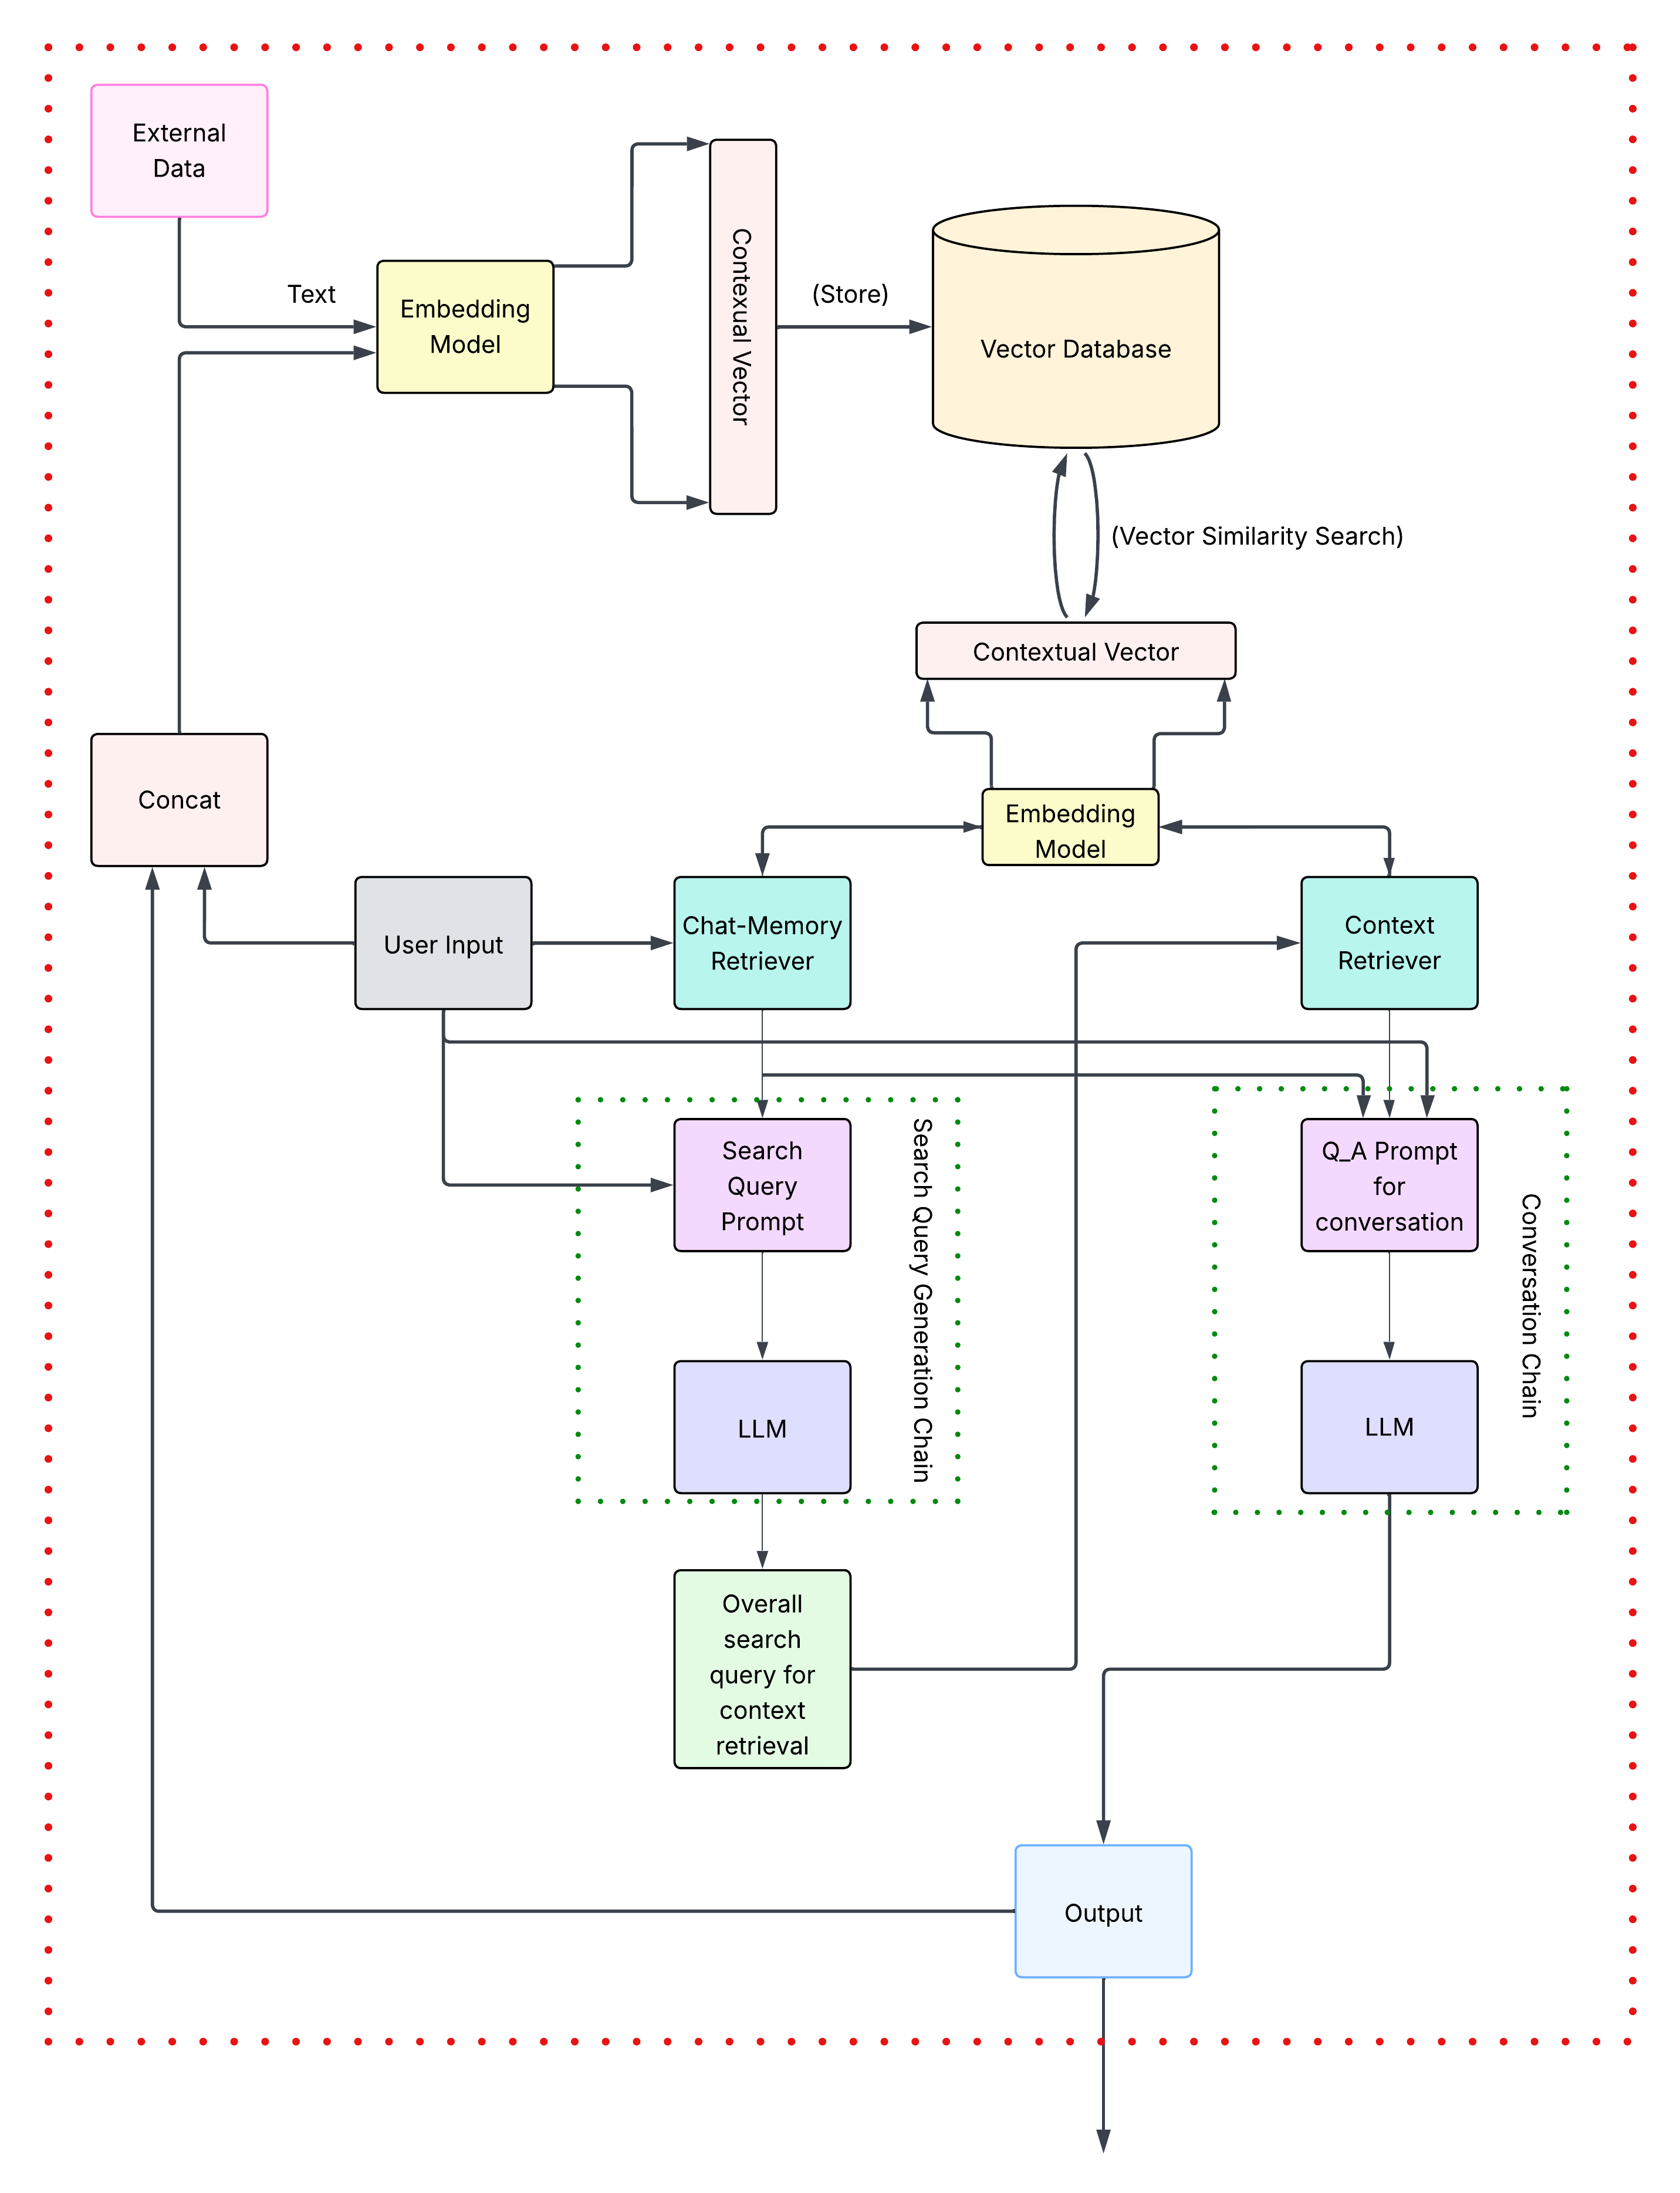 External
Data
Text
Embedding
Model
Contexual Vector
(Store)
Vector Database
(Vector Similarity Search)
Contextual Vector
Concat
Embedding
Model
User Input
Chat-Memory
Retriever
Context
Retriever
Search
Query
Prompt
Search Query Generation Chain
Q_A Prompt
for
conversation
Conversation Chain
LLM
LLM
Overall
search
query for
context
retrieval
Output